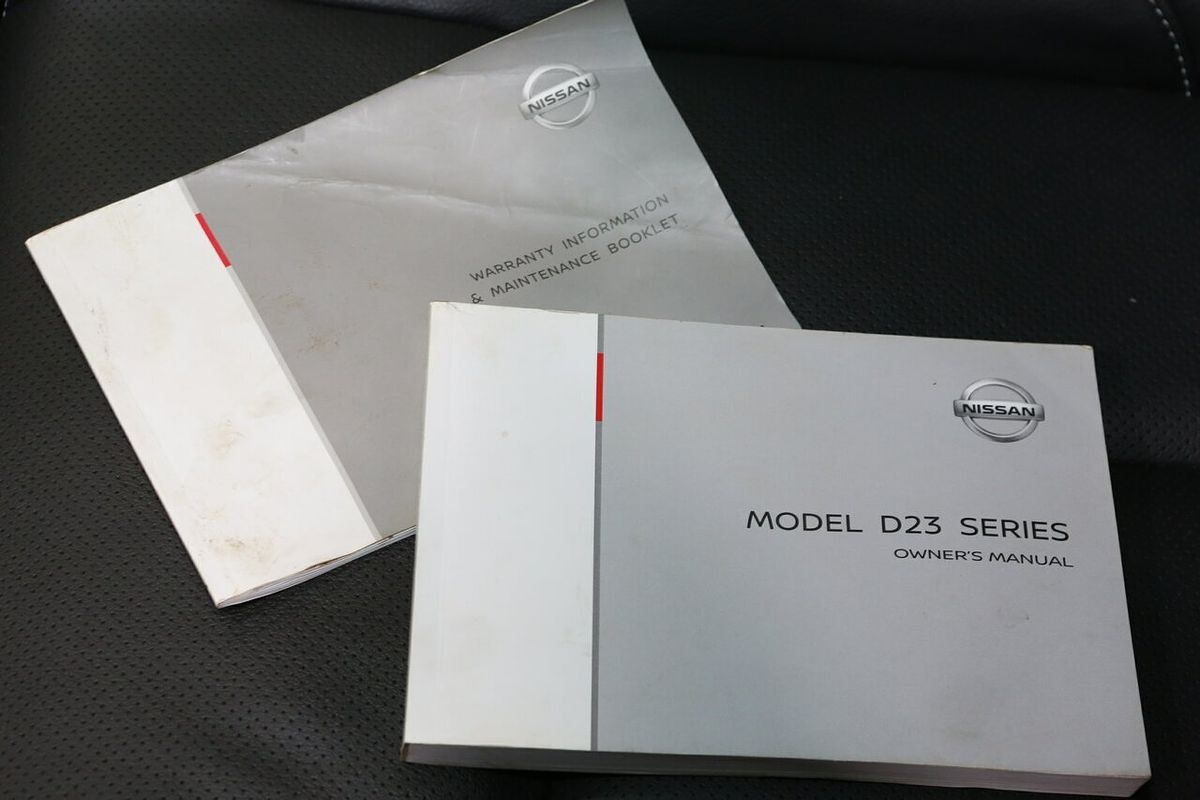 NISSAN
WARRANTY INFORMATION
& MAINTENANCE BOOKLET
NISSAN
MODEL D23 SERIES
OWNER'S MANUAL